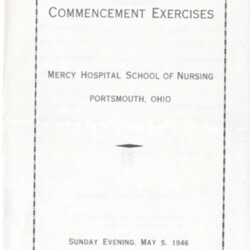 COMMENCEMENT EXERCISES
MERCY HOSPITAL SCHOOL OF NURSING
PORTSMOUTH, OHIO
SUNDAY EVENING, MAY 5, 1946